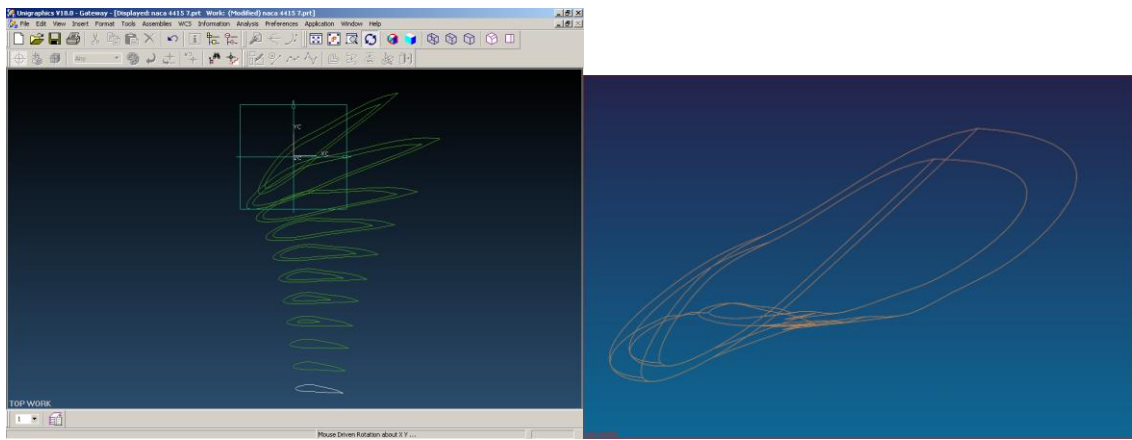 Unigraphics V18.0 - Gateway - [Displayed: naca 4415 7.prt Work: (Modified) naca 4415 7.prt]
File Edit View Insert Format Tools Assemblies WCS Information Analysis Preferences Application Window Help
Any
YC
XC
ZC
TOP WORK
1
Mouse Driven Rotation about X Y ...